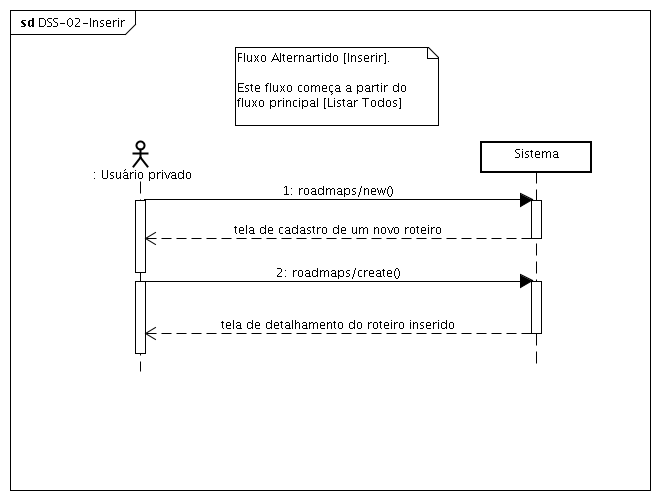 sd DSS-02-Inserir
Fluxo Alternartido [Inserir].
Este fluxo começa a partir do
fluxo principal [Listar Todos]
: Usuário privado
Sistema
1: roadmaps/new()
tela de cadastro de um novo roteiro
2: roadmaps/create()
tela de detalhamento do roteiro inserido